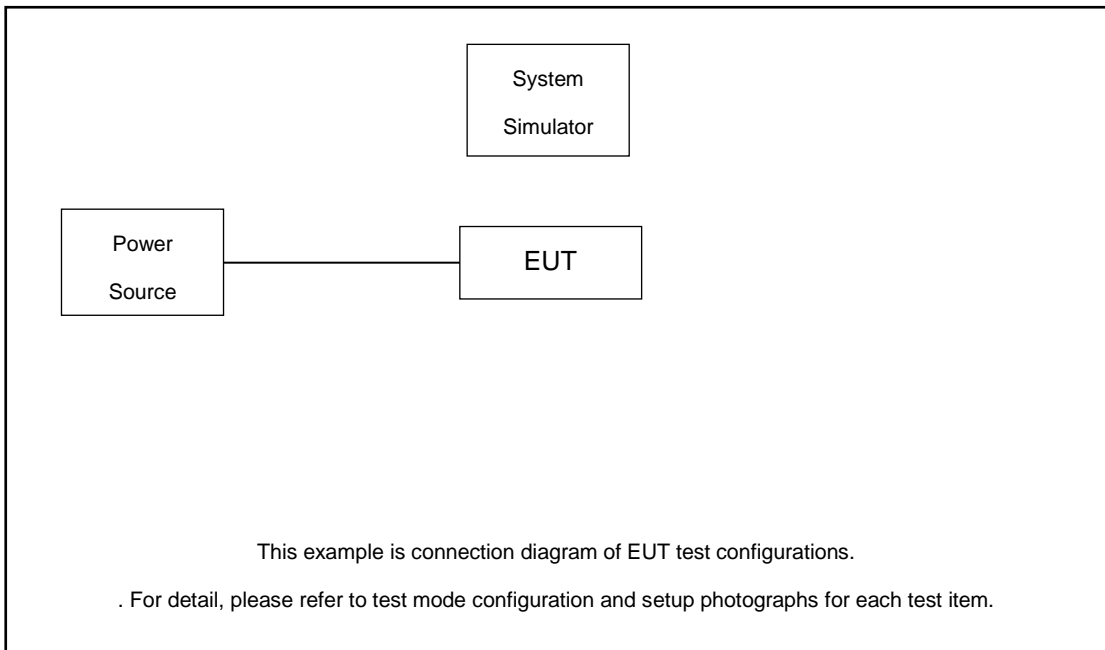 System
Simulator
Power
Source
EUT
This example is connection diagram of EUT test configurations.
. For detail, please refer to test mode configuration and setup photographs for each test item.